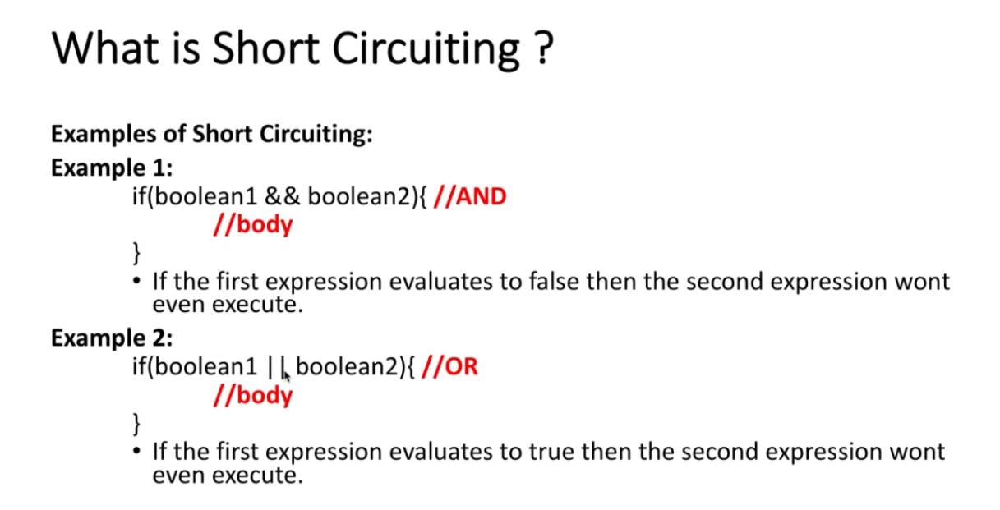 What is Short Circuiting ?
Examples of Short Circuiting:
Example 1:
if(boolean1 && boolean2){ //AND
//body
}
• If the first expression evaluates to false then the second expression wont
even execute.
Example 2:
if(boolean1 || boolean2){ //OR
//body
}
• If the first expression evaluates to true then the second expression wont
even execute.